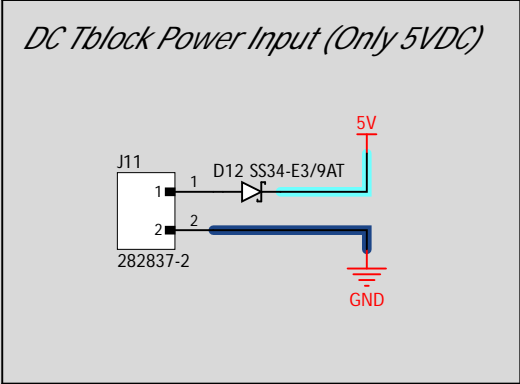 DC Tblock Power Input (Only 5VDC)
5V
J11
D12 SS34-E3/9AT
1 1
2 2
282837-2
GND